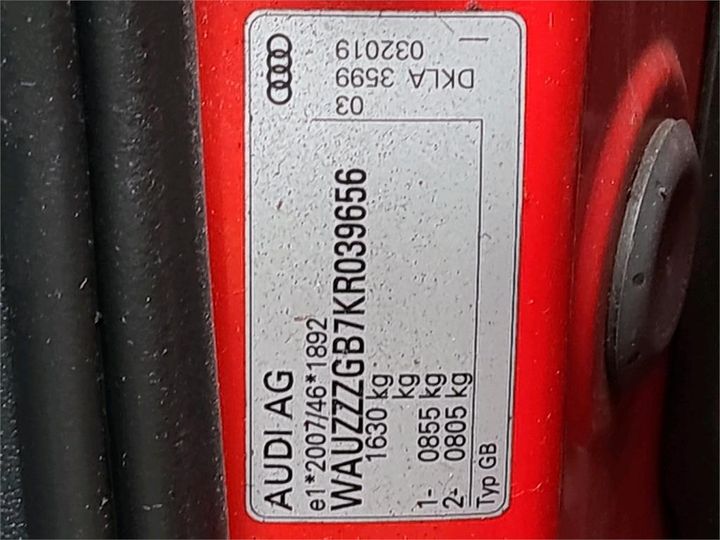 AUDI AG
e1*2007/46*1892
WAUZZZGB7KR039656
1630 kg
kg
1- 0855 kg
2- 0805 kg
Typ GB
03
DKLA 3599
032019